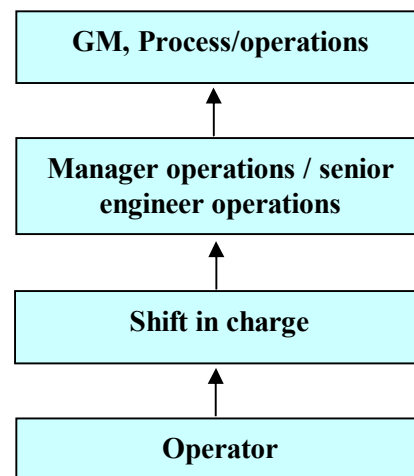 GM, Process/operations
Manager operations / senior
engineer operations
Shift in charge
Operator